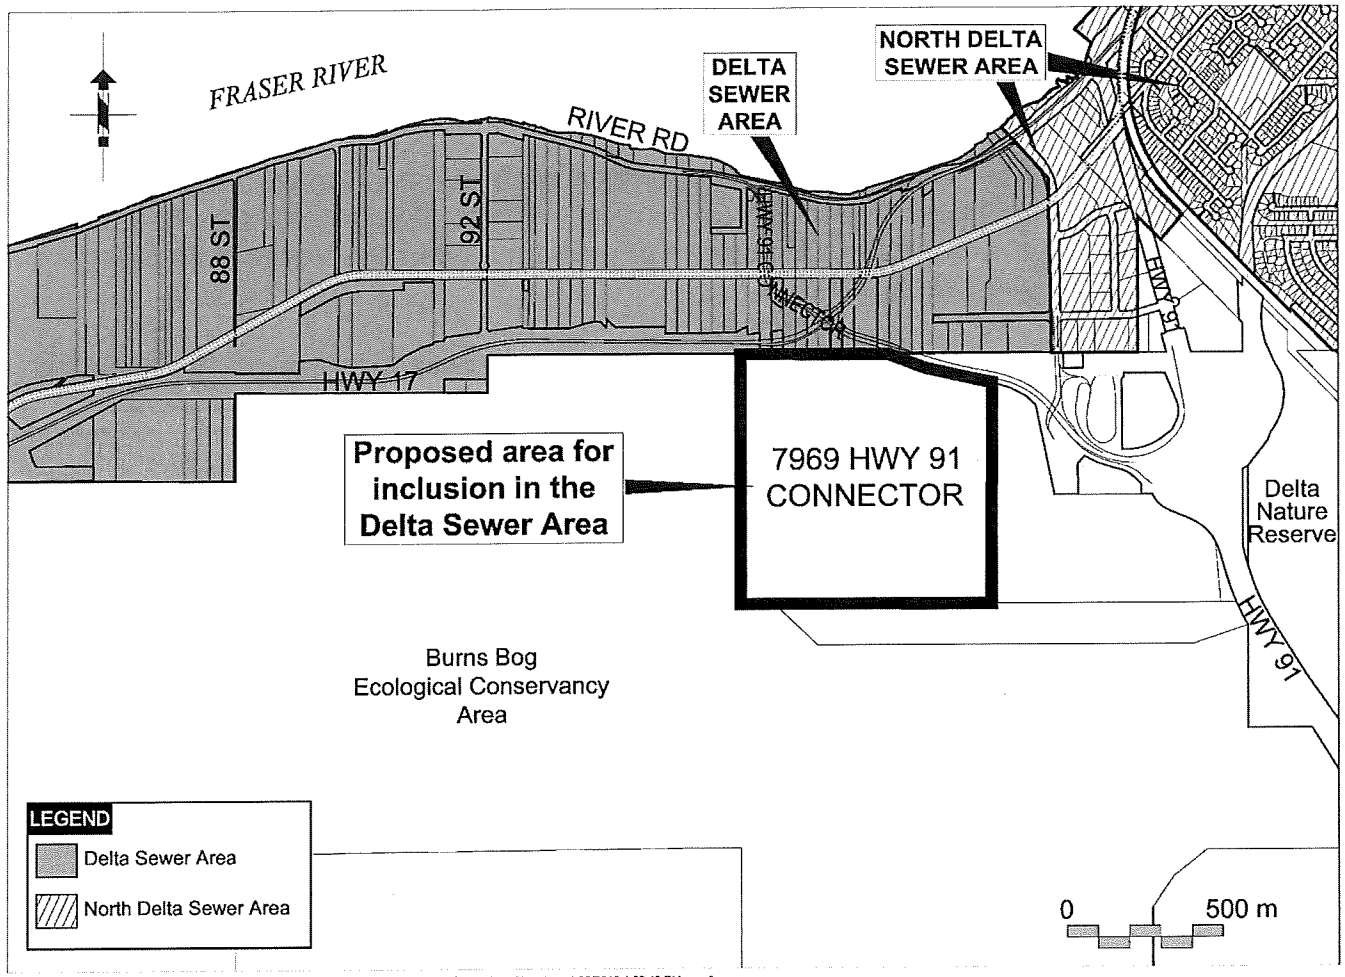 FRASER RIVER
RIVER RD
DELTA
SEWER
AREA
NORTH DELTA
SEWER AREA
88 ST
92 ST
HWY 91 CONNECTOR
HWY 91
HWY 17
Proposed area for
inclusion in the
Delta Sewer Area
7969 HWY 91
CONNECTOR
Delta
Nature
Reserve
HWY 91
Burns Bog
Ecological Conservancy
Area
LEGEND
Delta Sewer Area
North Delta Sewer Area
0 500 m